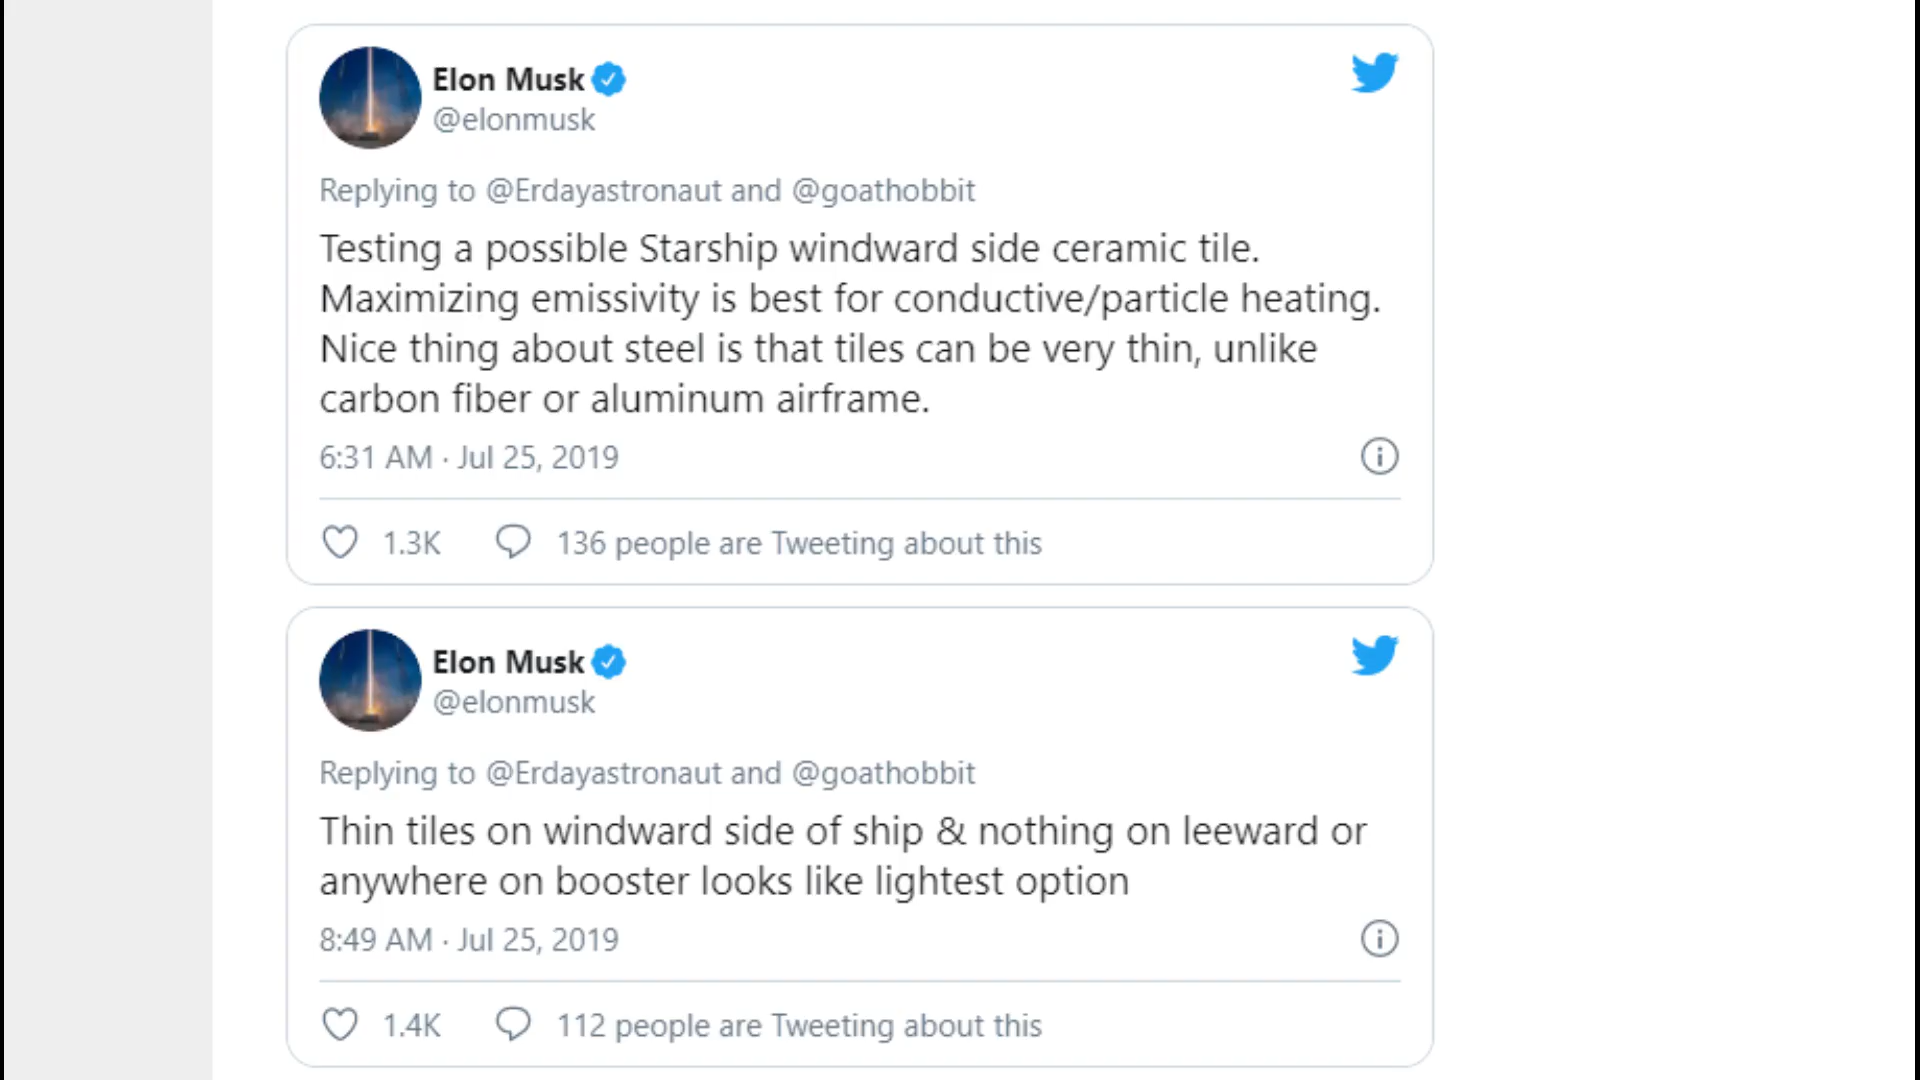 Elon Musk
@elonmusk
Replying to @Erdayastronaut and @goathobbit
Testing a possible Starship windward side ceramic tile.
Maximizing emissivity is best for conductive/particle heating.
Nice thing about steel is that tiles can be very thin, unlike
carbon fiber or aluminum airframe.
6:31 AM · Jul 25, 2019
1.3K 136 people are Tweeting about this
Elon Musk
@elonmusk
Replying to @Erdayastronaut and @goathobbit
Thin tiles on windward side of ship & nothing on leeward or
anywhere on booster looks like lightest option
8:49 AM · Jul 25, 2019
1.4K 112 people are Tweeting about this